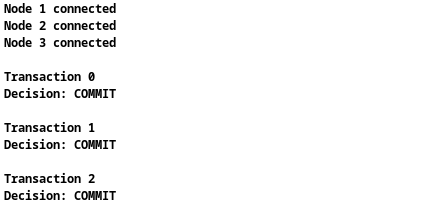 Node 1 connected
Node 2 connected
Node 3 connected
Transaction 0
Decision: COMMIT
Transaction 1
Decision: COMMIT
Transaction 2
Decision: COMMIT